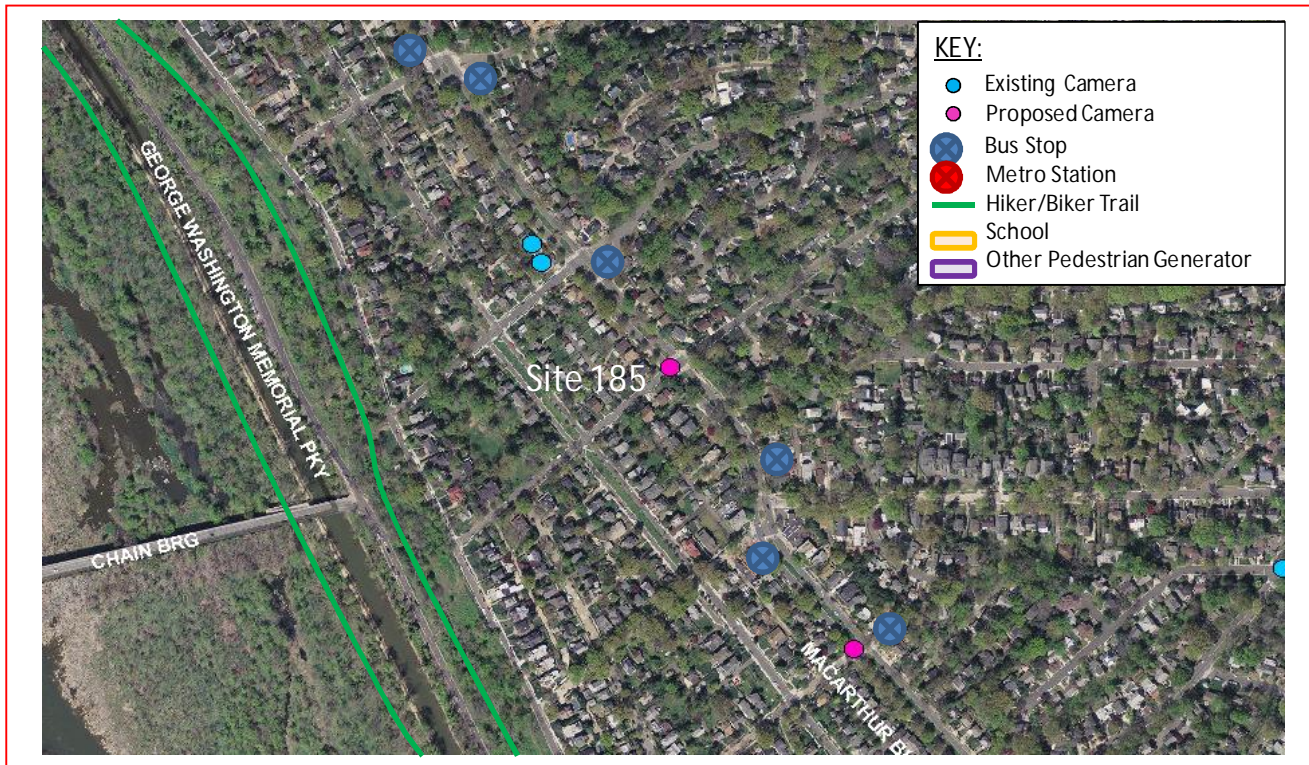 KEY:
Existing Camera
Proposed Camera
Bus Stop
Metro Station
Hiker/Biker Trail
School
Other Pedestrian Generator
GEORGE WASHINGTON MEMORIAL PKY
Site 185
CHAIN BRG
MACARTHUR